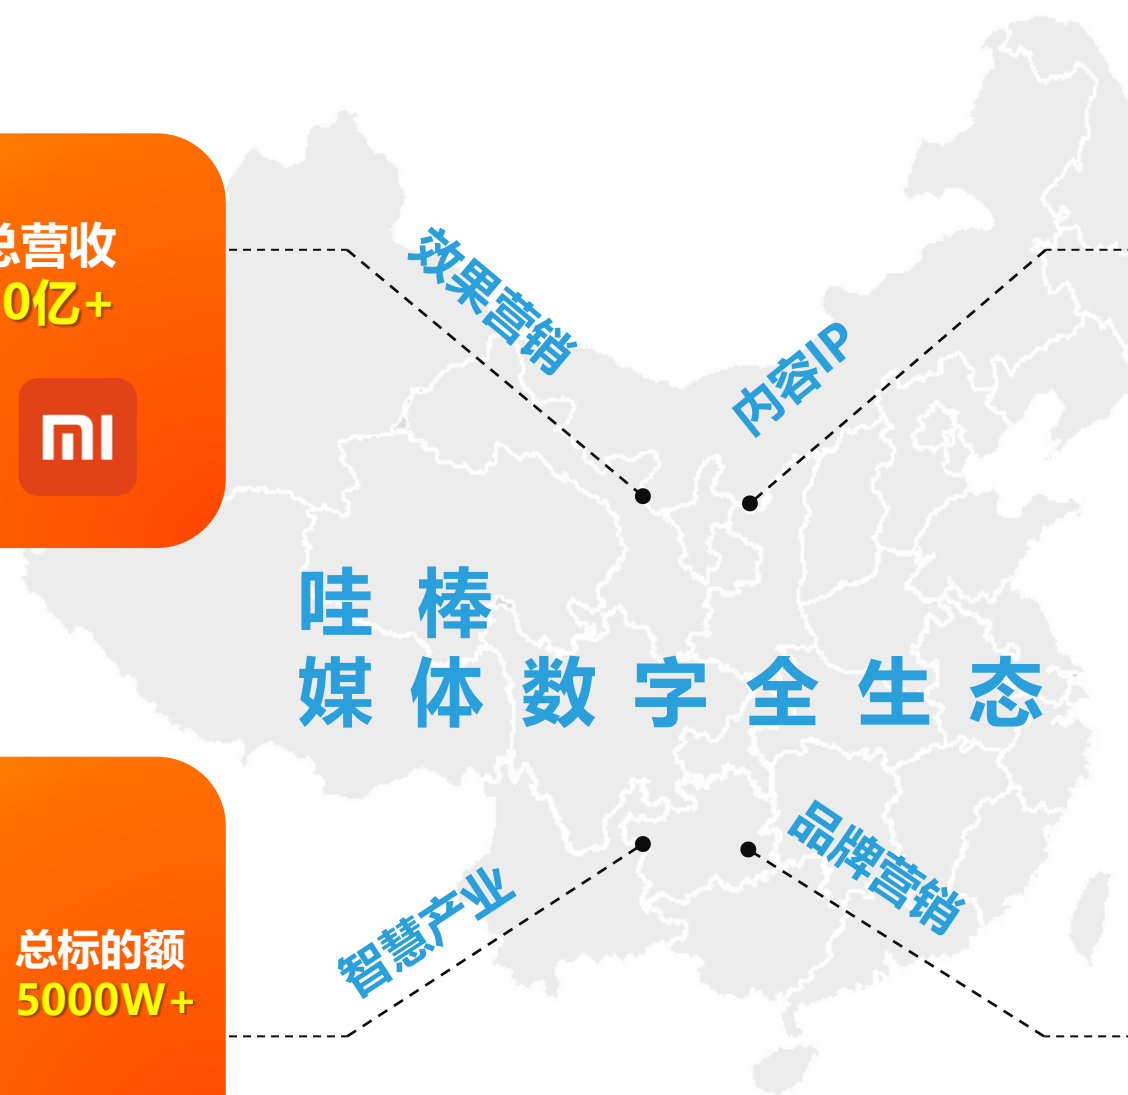 总营收
0亿+
mi
效果营销
内容IP
哇棒
媒体数字全生态
智慧产业
品牌营销
总标的额
5000W+